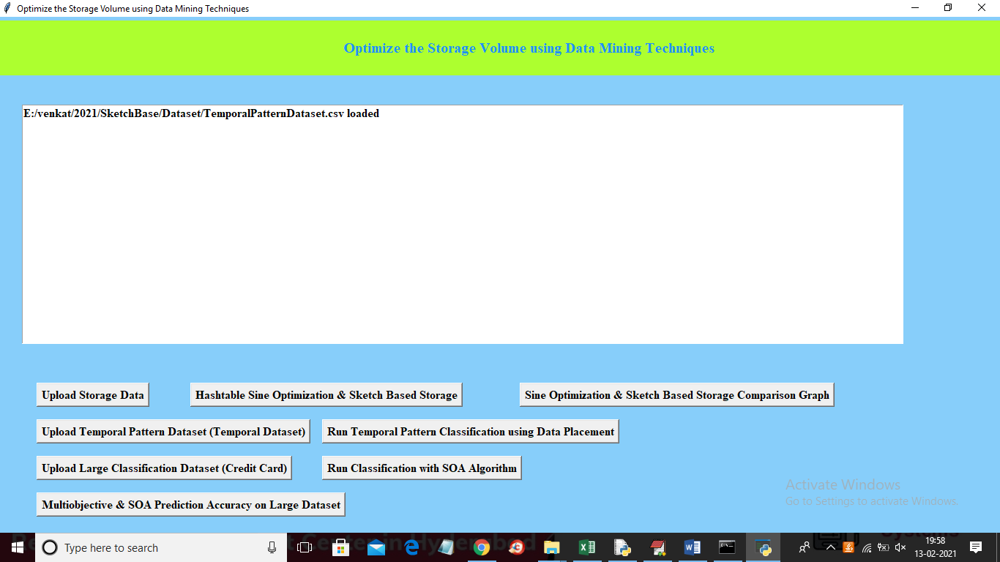 Optimize the Storage Volume using Data Mining Techniques
Optimize the Storage Volume using Data Mining Techniques
E:/venkat/2021/SketchBase/Dataset/TemporalPatternDataset.csv loaded
Upload Storage Data
Hashtable Sine Optimization & Sketch Based Storage
Sine Optimization & Sketch Based Storage Comparison Graph
Upload Temporal Pattern Dataset (Temporal Dataset)
Run Temporal Pattern Classification using Data Placement
Upload Large Classification Dataset (Credit Card)
Run Classification with SOA Algorithm
Activate Windows
Go to Settings to activate Windows.
Multiobjective & SOA Prediction Accuracy on Large Dataset
Type here to search
19:58
13-02-2021